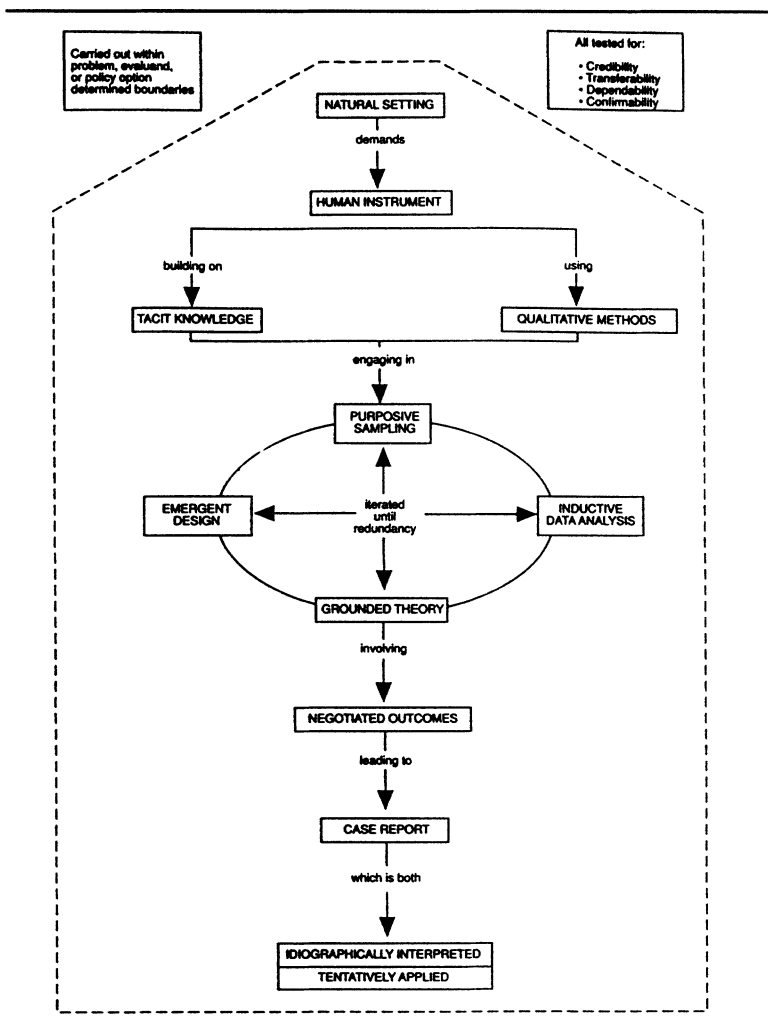 Carried out within
problem, evaluand,
or policy option
determined boundaries
All tested for:
• Credibility
• Transferability
• Dependability
• Confirmability
NATURAL SETTING
demands
HUMAN INSTRUMENT
building on
using
TACIT KNOWLEDGE
QUALITATIVE METHODS
engaging in
PURPOSIVE
SAMPLING
EMERGENT
DESIGN
iterated
until
redundancy
INDUCTIVE
DATA ANALYSIS
GROUNDED THEORY
involving
NEGOTIATED OUTCOMES
leading to
CASE REPORT
which is both
IDIOGRAPHICALLY INTERPRETED
TENTATIVELY APPLIED